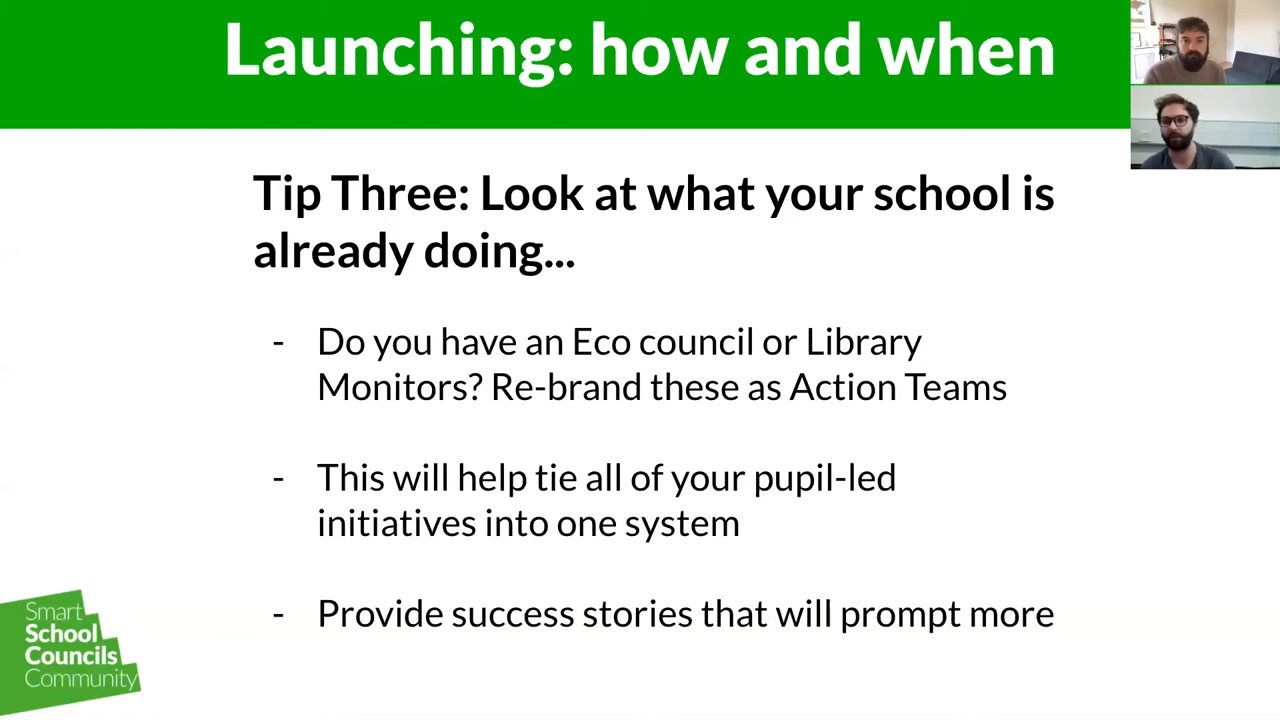 Launching: how and when
Tip Three: Look at what your school is
already doing...
- Do you have an Eco council or Library
Monitors? Re-brand these as Action Teams
- This will help tie all of your pupil-led
initiatives into one system
- Provide success stories that will prompt more
Smart
School
Councils
Community